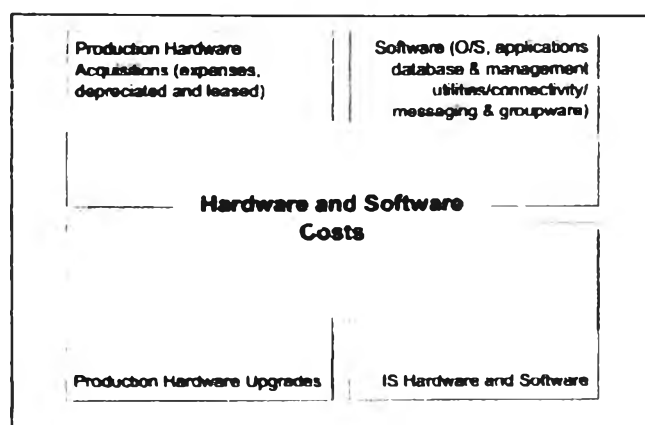 Production Hardware
Acquisitions (expenses,
depreciated and leased)
Software (O/S, applications
database & management
utilities/connectivity/
messaging & groupware)
Hardware and Software
Costs
Production Hardware Upgrades
IS Hardware and Software